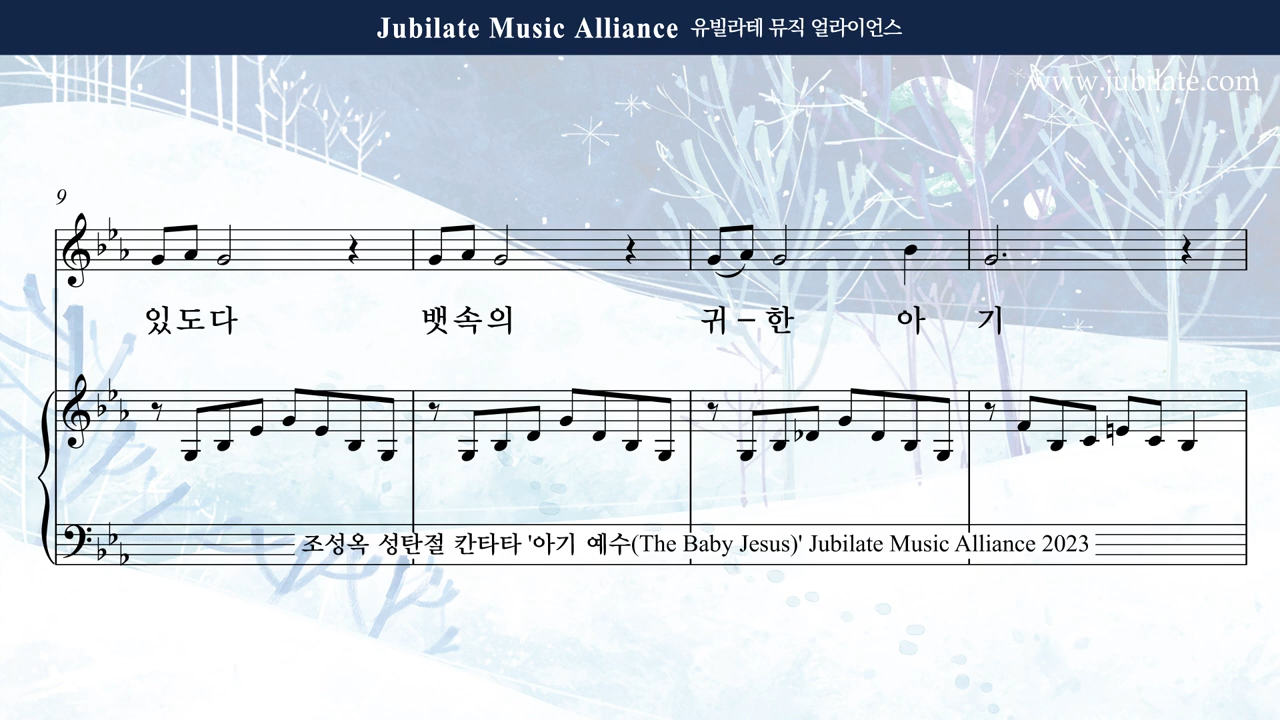 Jubilate Music Alliance 유빌라테 뮤직 얼라이언스
www.jubilate.com
9
있도다 뱃속의 귀-한 아 기
조성옥 성탄절 칸타타 '아기 예수(The Baby Jesus)' Jubilate Music Alliance 2023